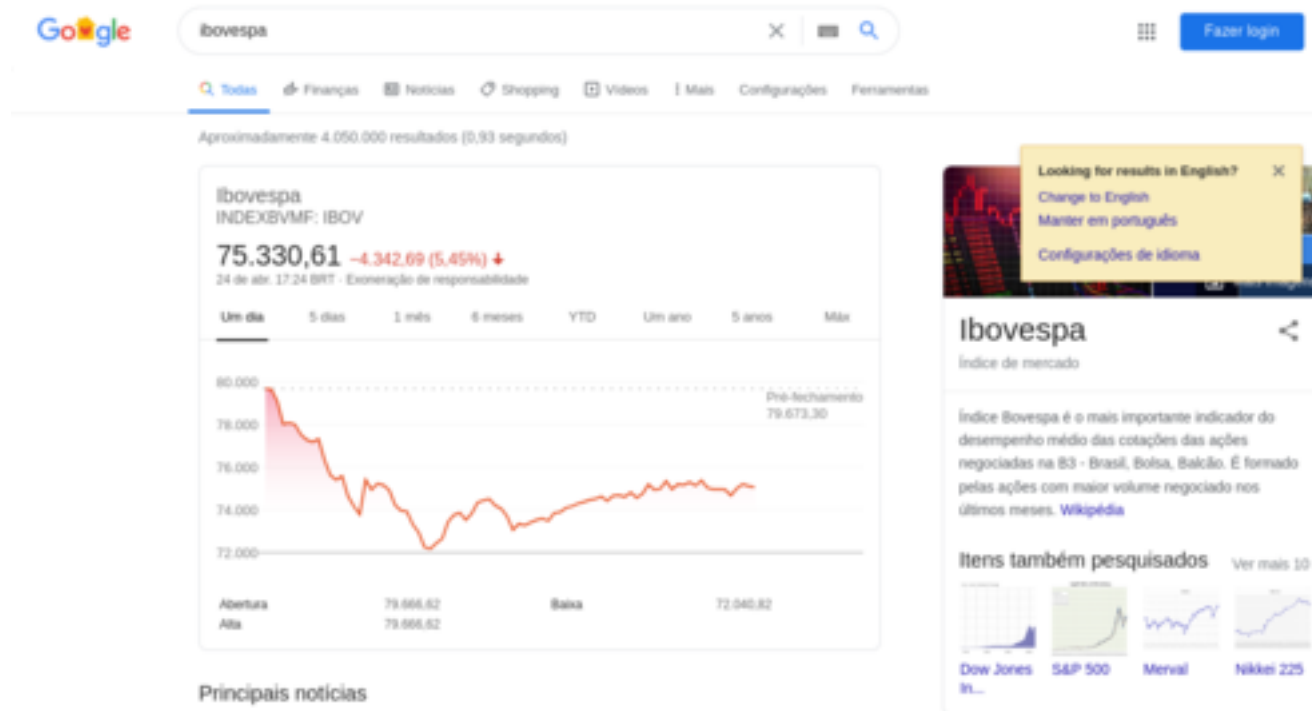 Google
ibovespa
Fazer login
Todas Finanças Notícias Shopping Vídeos Mais Configurações Ferramentas
Aproximadamente 4.050.000 resultados (0,93 segundos)
Ibovespa
INDEXBVMF: IBOV
75.330,61 −4.342,69 (5,45%)
24 de abr. 17:24 BRT · Exoneração de responsabilidade
Um dia 5 dias 1 mês 6 meses YTD Um ano 5 anos Máx
80.000
78.000
76.000
74.000
72.000
Pré-fechamento
79.673,30
Abertura 79.666,62 Baixa 72.040,82
Alta 79.666,62
Principais notícias
Looking for results in English?
Change to English
Manter em português
Configurações de idioma
Ibovespa
Índice de mercado
Índice Bovespa é o mais importante indicador do
desempenho médio das cotações das ações
negociadas na B3 - Brasil, Bolsa, Balcão. É formado
pelas ações com maior volume negociado nos
últimos meses. Wikipédia
Itens também pesquisados Ver mais 10
Dow Jones
In...
S&P 500
Merval
Nikkei 225